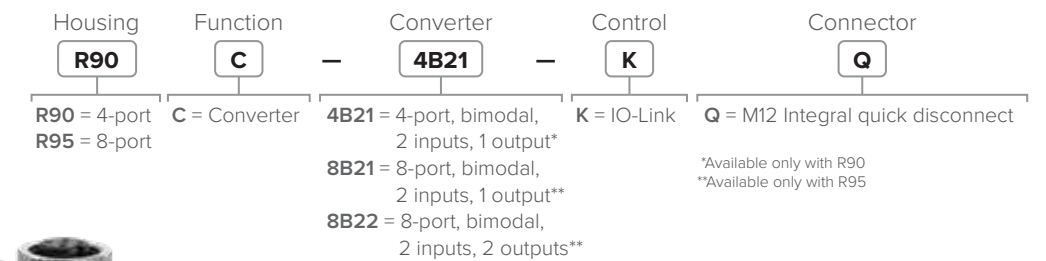 Housing Function Converter Control Connector
R90 C – 4B21 – K Q
R90 = 4-port C = Converter 4B21 = 4-port, bimodal, K = IO-Link Q = M12 Integral quick disconnect
R95 = 8-port 2 inputs, 1 output*
8B21 = 8-port, bimodal, *Available only with R90
2 inputs, 1 output** **Available only with R95
8B22 = 8-port, bimodal,
2 inputs, 2 outputs**